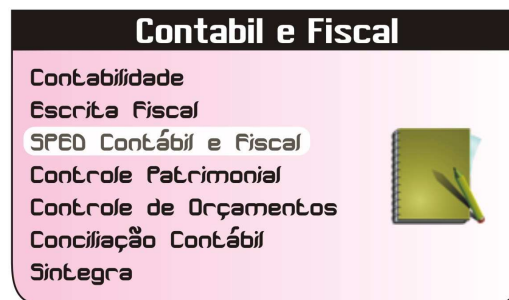 Contabil e Fiscal
Contabilidade
Escrita Fiscal
SPED Contábil e Fiscal
Controle Patrimonial
Controle de Orçamentos
Conciliação Contábil
Sintegra